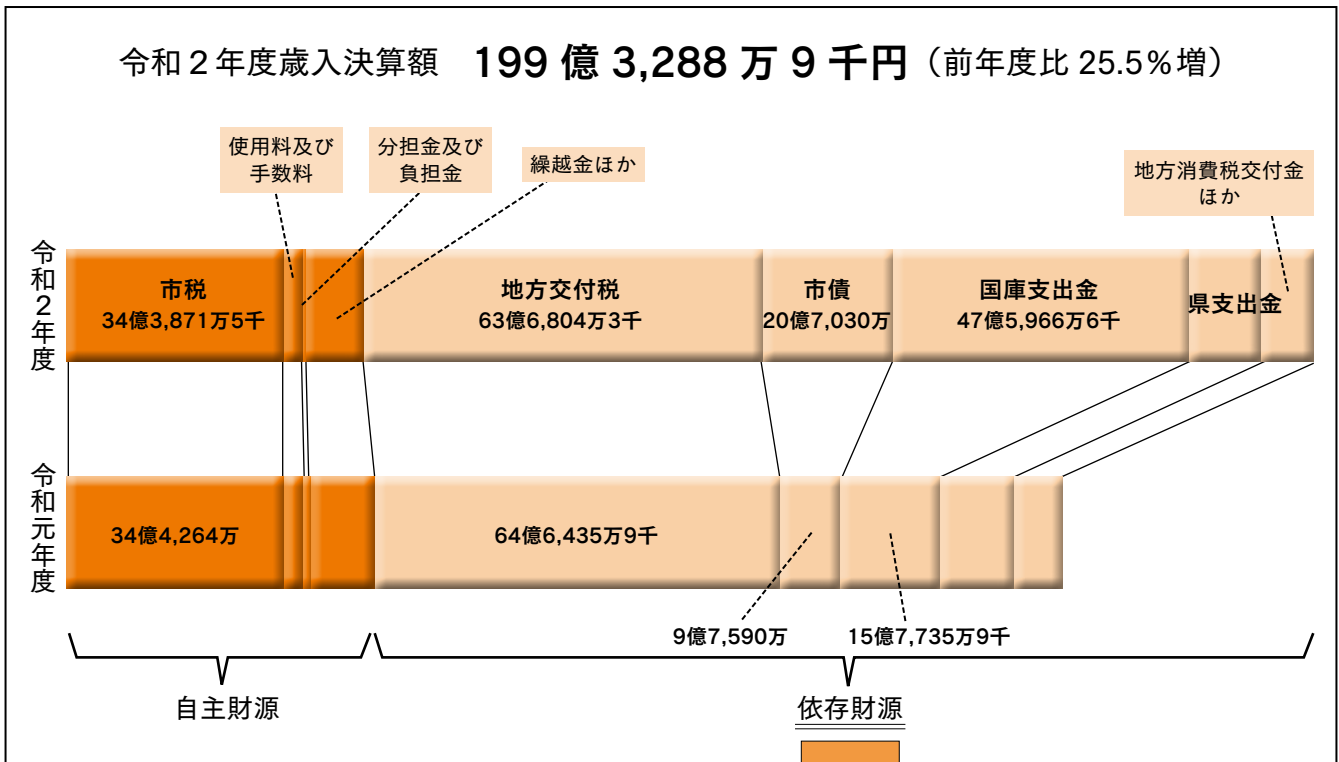 令和２年度歳入決算額　199 億 3,288 万 9 千円（前年度比 25.5％増）
使用料及び
手数料
分担金及び
負担金
繰越金ほか
地方消費税交付金
ほか
令和２年度
市税
34億3,871万5千
地方交付税
63億6,804万3千
市債
20億7,030万
国庫支出金
47億5,966万6千
県支出金
令和元年度
34億4,264万
64億6,435万9千
9億7,590万
15億7,735万9千
自主財源
依存財源